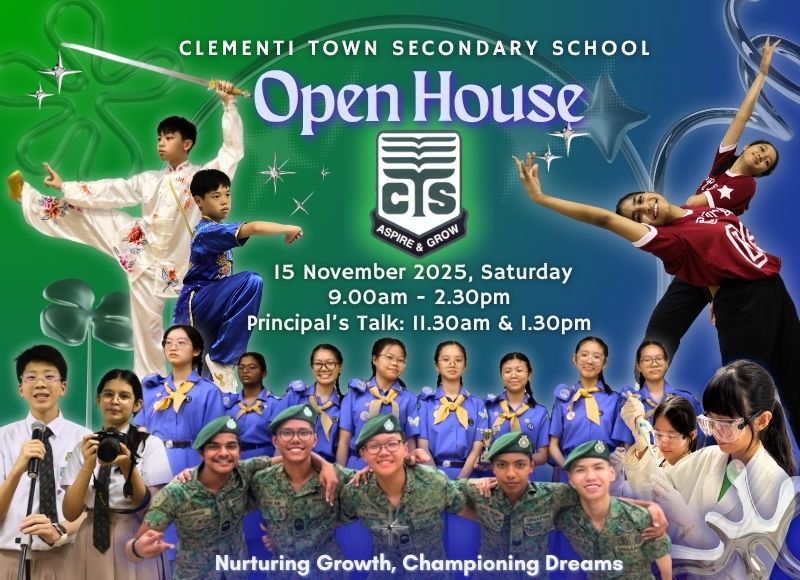 CLEMENTI TOWN SECONDARY SCHOOL
Open House
CTS
ASPIRE & GROW
15 November 2025, Saturday
9.00am - 2.30pm
Principal's Talk: 11.30am & 1.30pm
Nurturing Growth, Championing Dreams